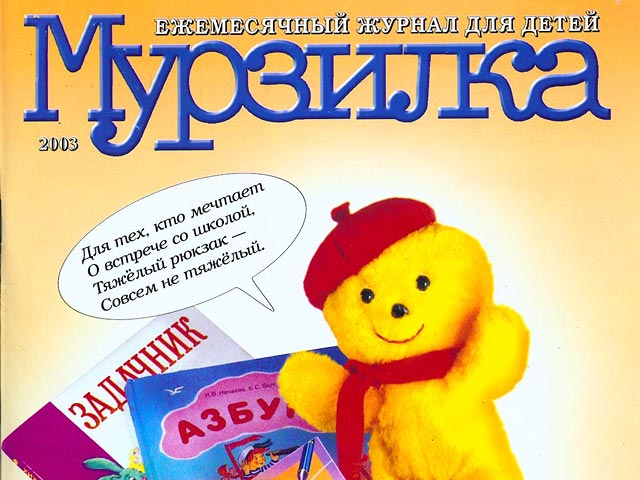 ЕЖЕМЕСЯЧНЫЙ ЖУРНАЛ ДЛЯ ДЕТЕЙ
Мурзилка
2003
Для тех, кто мечтает
О встрече со школой,
Тяжёлый рюкзак —
Совсем не тяжёлый.
ЗАДАЧНИК
Н.В. Нечаева, К.С.
АЗБУ